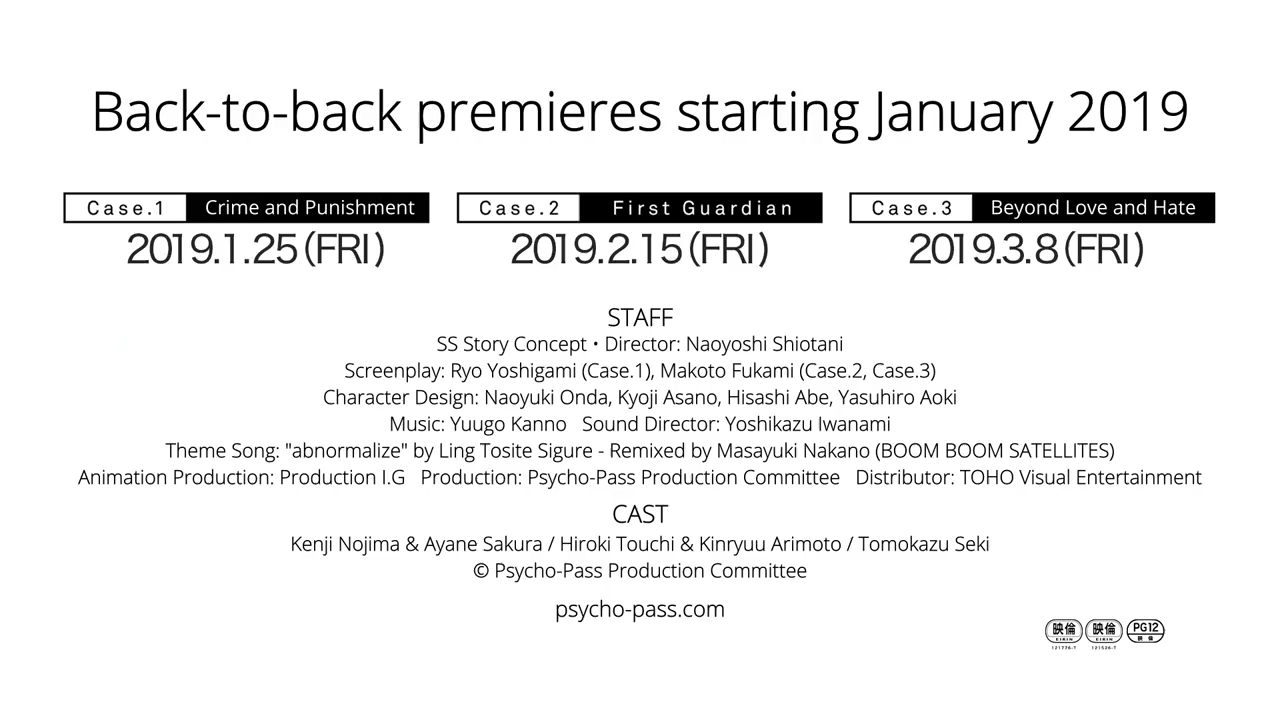 Back-to-back premieres starting January 2019
Case.1 Crime and Punishment
2019.1.25(FRI)
Case.2 First Guardian
2019.2.15(FRI)
Case.3 Beyond Love and Hate
2019.3.8(FRI)
STAFF
SS Story Concept・Director: Naoyoshi Shiotani
Screenplay: Ryo Yoshigami (Case.1), Makoto Fukami (Case.2, Case.3)
Character Design: Naoyuki Onda, Kyoji Asano, Hisashi Abe, Yasuhiro Aoki
Music: Yuugo Kanno Sound Director: Yoshikazu Iwanami
Theme Song: "abnormalize" by Ling Tosite Sigure - Remixed by Masayuki Nakano (BOOM BOOM SATELLITES)
Animation Production: Production I.G Production: Psycho-Pass Production Committee Distributor: TOHO Visual Entertainment
CAST
Kenji Nojima & Ayane Sakura / Hiroki Touchi & Kinryuu Arimoto / Tomokazu Seki
© Psycho-Pass Production Committee
psycho-pass.com
映倫 映倫 PG12
EIRIN EIRIN 映倫
121776-T 121526-T